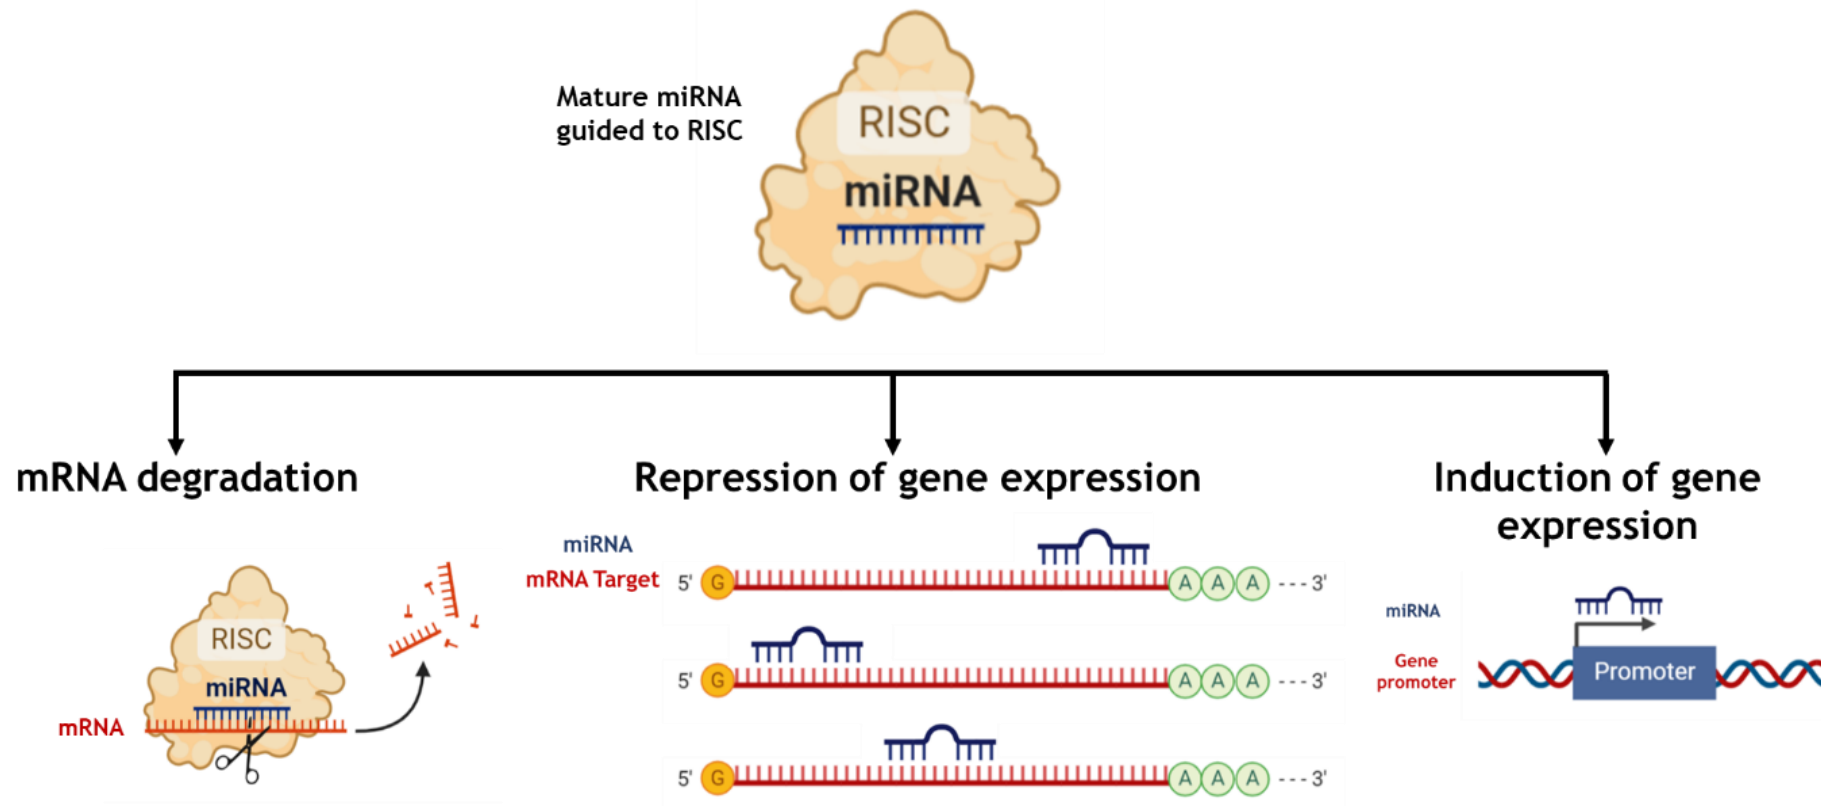 Mature miRNA
guided to RISC
RISC
miRNA
mRNA degradation
RISC
miRNA
mRNA
Repression of gene expression
miRNA
mRNA Target
5' G A A A ---3'
5' G A A A ---3'
5' G A A A ---3'
Induction of gene
expression
miRNA
Gene
promoter
Promoter